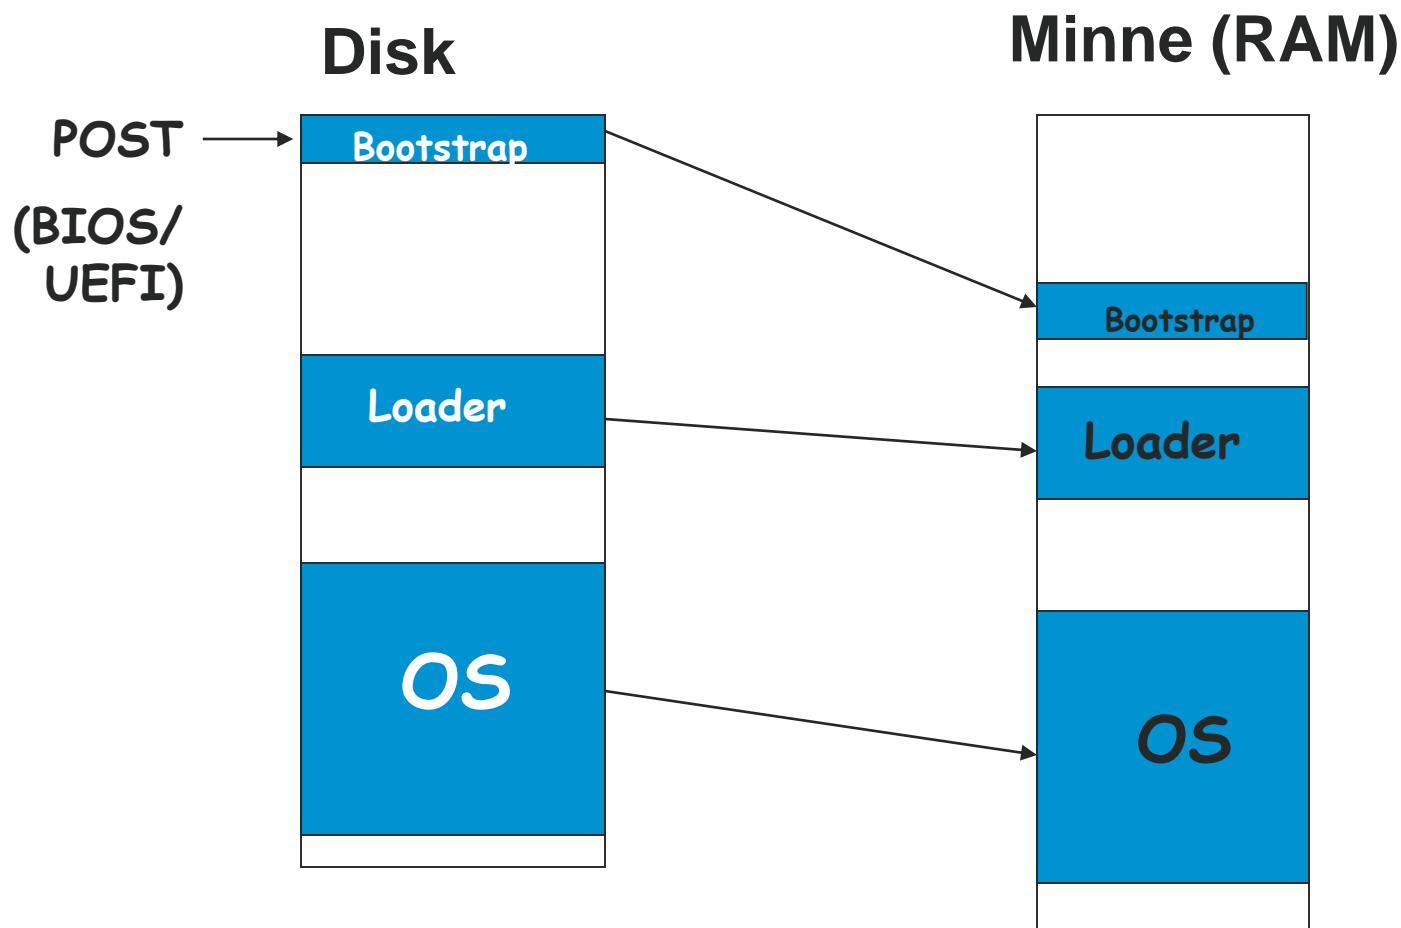 Disk
Minne (RAM)
POST
Bootstrap
(BIOS/
UEFI)
Bootstrap
Loader
Loader
OS
OS